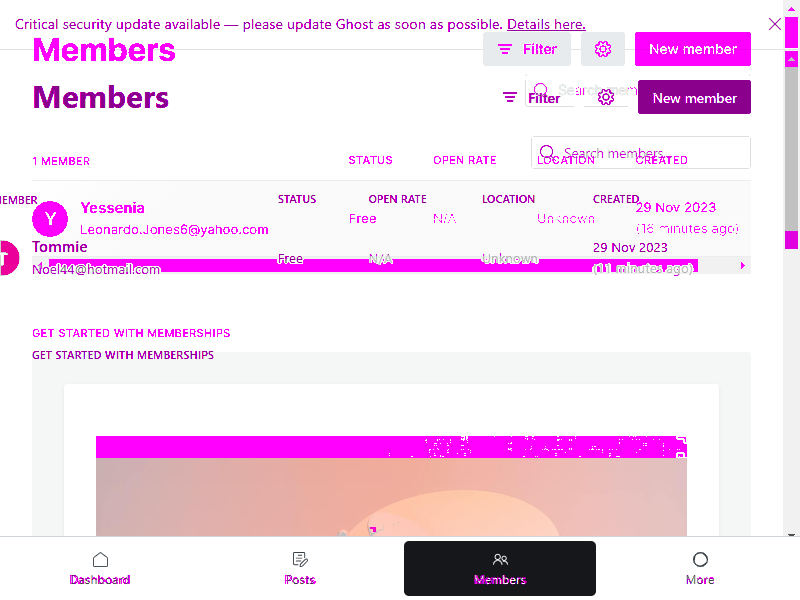 Critical security update available — please update Ghost as soon as possible. Details here.
Members
Filter
New member
Members
Filter
Search mem
New member
Search members
1 MEMBER
STATUS
OPEN RATE
LOCATION
CREATED
EMBER
STATUS
OPEN RATE
LOCATION
CREATED
Y
Yessenia
Leonardo.Jones6@yahoo.com
Free
N/A
Unknown
29 Nov 2023
(16 minutes ago)
T
Tommie
Noel44@hotmail.com
Free
N/A
Unknown
29 Nov 2023
(11 minutes ago)
GET STARTED WITH MEMBERSHIPS
GET STARTED WITH MEMBERSHIPS
Dashboard
Posts
Members
More